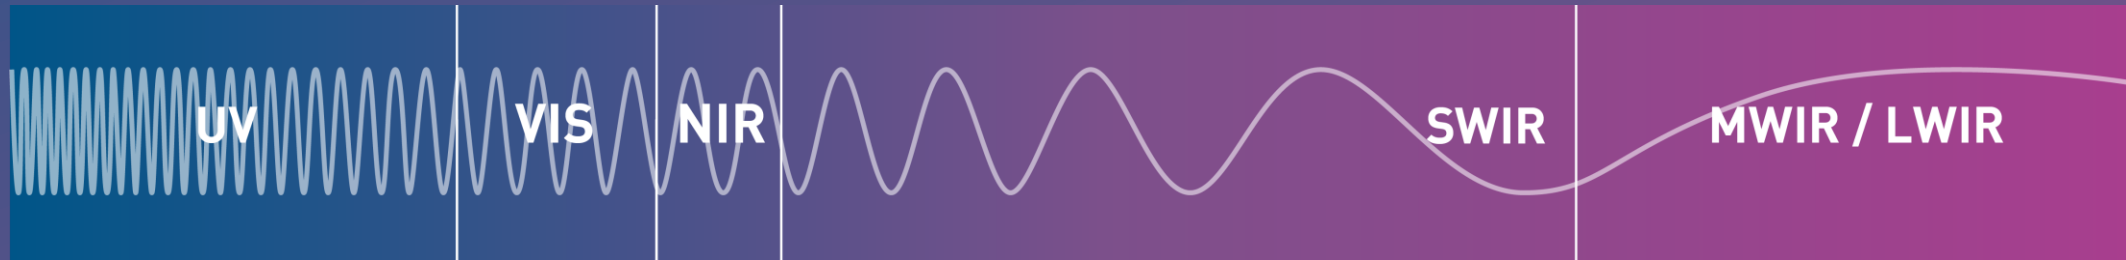 UV VIS NIR SWIR MWIR / LWIR